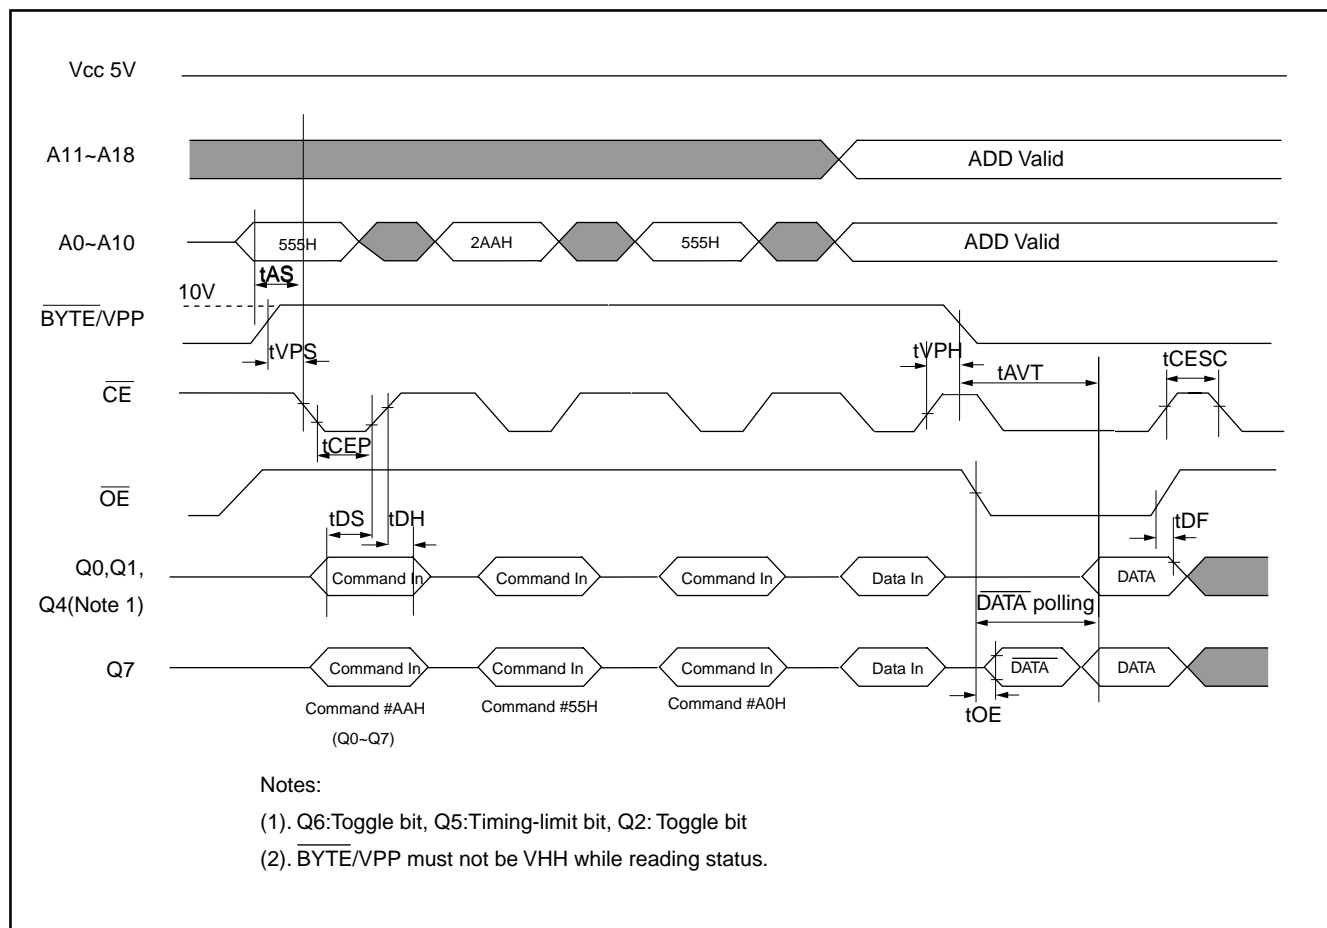 Vcc 5V
A11~A18
ADD Valid
A0~A10
555H
2AAH
555H
ADD Valid
tAS
10V
BYTE/VPP
tVPS
tVPH
tAVT
tCESC
CE
tCEP
OE
tDS
tDH
tDF
Q0,Q1,
Q4(Note 1)
Command In
Command In
Command In
Data In
DATA
DATA polling
Q7
Command In
Command In
Command In
Data In
DATA
DATA
tOE
Command #AAH
(Q0~Q7)
Command #55H
Command #A0H
Notes:
(1). Q6:Toggle bit, Q5:Timing-limit bit, Q2: Toggle bit
(2). BYTE/VPP must not be VHH while reading status.